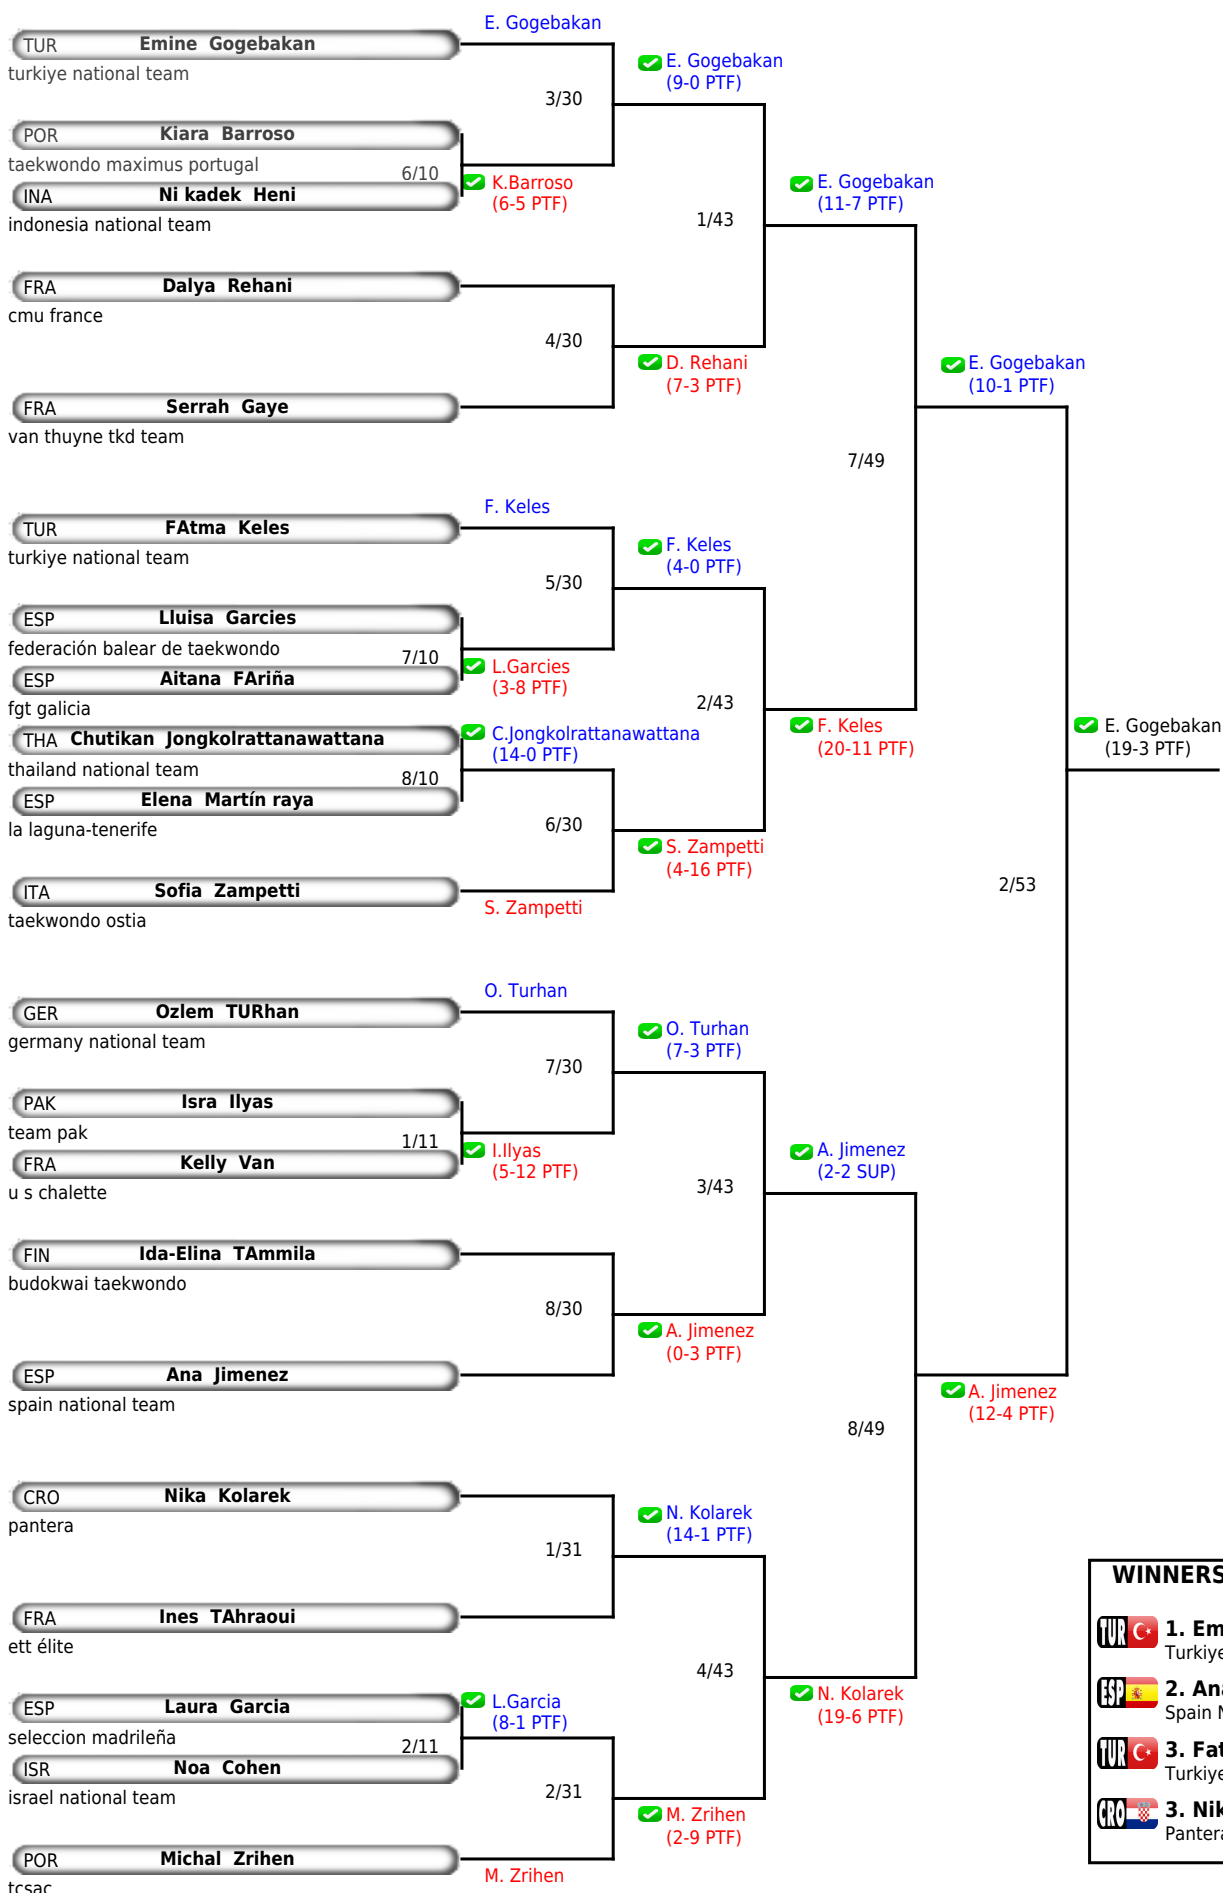 E. Gogebakan
TUR Emine Gogebakan
turkiye national team
E. Gogebakan
(9-0 PTF)
3/30
POR Kiara Barroso
taekwondo maximus portugal
6/10
K.Barroso
(6-5 PTF)
INA Ni kadek Heni
indonesia national team
E. Gogebakan
(11-7 PTF)
1/43
FRA Dalya Rehani
cmu france
4/30
D. Rehani
(7-3 PTF)
E. Gogebakan
(10-1 PTF)
FRA Serrah Gaye
van thuyne tkd team
7/49
F. Keles
TUR FAtma Keles
turkiye national team
F. Keles
(4-0 PTF)
5/30
ESP Lluisa Garcies
federación balear de taekwondo
7/10
L.Garcies
(3-8 PTF)
ESP Aitana FAriña
fgt galicia
2/43
THA Chutikan Jongkolrattanawattana
thailand national team
C.Jongkolrattanawattana
(14-0 PTF)
F. Keles
(20-11 PTF)
E. Gogebakan
(19-3 PTF)
8/10
ESP Elena Martín raya
la laguna-tenerife
6/30
S. Zampetti
(4-16 PTF)
ITA Sofia Zampetti
taekwondo ostia
S. Zampetti
2/53
O. Turhan
GER Ozlem TURhan
germany national team
O. Turhan
(7-3 PTF)
7/30
PAK Isra Ilyas
team pak
1/11
I.Ilyas
(5-12 PTF)
FRA Kelly Van
u s chalette
A. Jimenez
(2-2 SUP)
3/43
FIN Ida-Elina TAmmila
budokwai taekwondo
8/30
A. Jimenez
(0-3 PTF)
ESP Ana Jimenez
spain national team
A. Jimenez
(12-4 PTF)
8/49
CRO Nika Kolarek
pantera
N. Kolarek
(14-1 PTF)
1/31
FRA Ines TAhraoui
ett élite
4/43
ESP Laura Garcia
seleccion madrileña
L.Garcia
(8-1 PTF)
N. Kolarek
(19-6 PTF)
2/11
ISR Noa Cohen
israel national team
2/31
M. Zrihen
(2-9 PTF)
POR Michal Zrihen
tcsac
M. Zrihen
WINNERS
TUR 1. Em
Turkiye
ESP 2. Ana
Spain N
TUR 3. Fat
Turkiye
CRO 3. Nik
Pantera